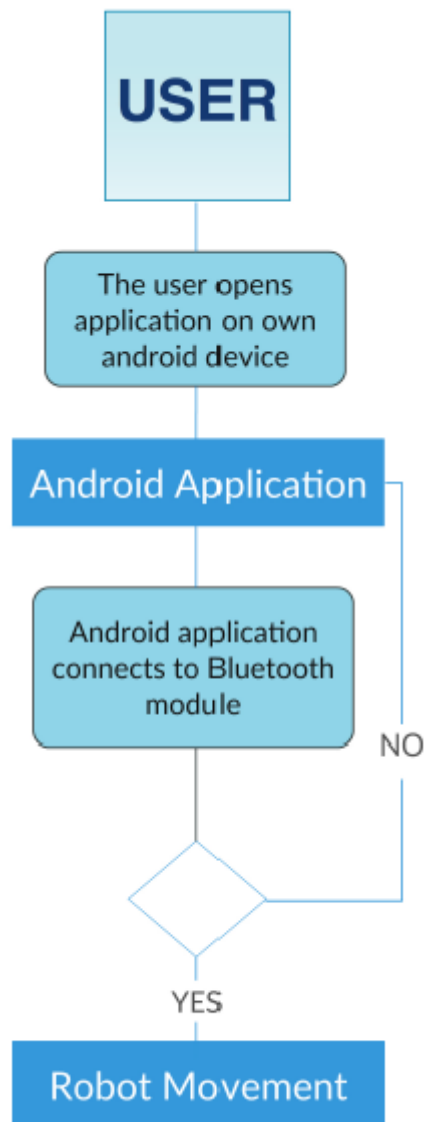 USER
The user opens
application on own
android device
Android Application
Android application
connects to Bluetooth
module
NO
YES
Robot Movement